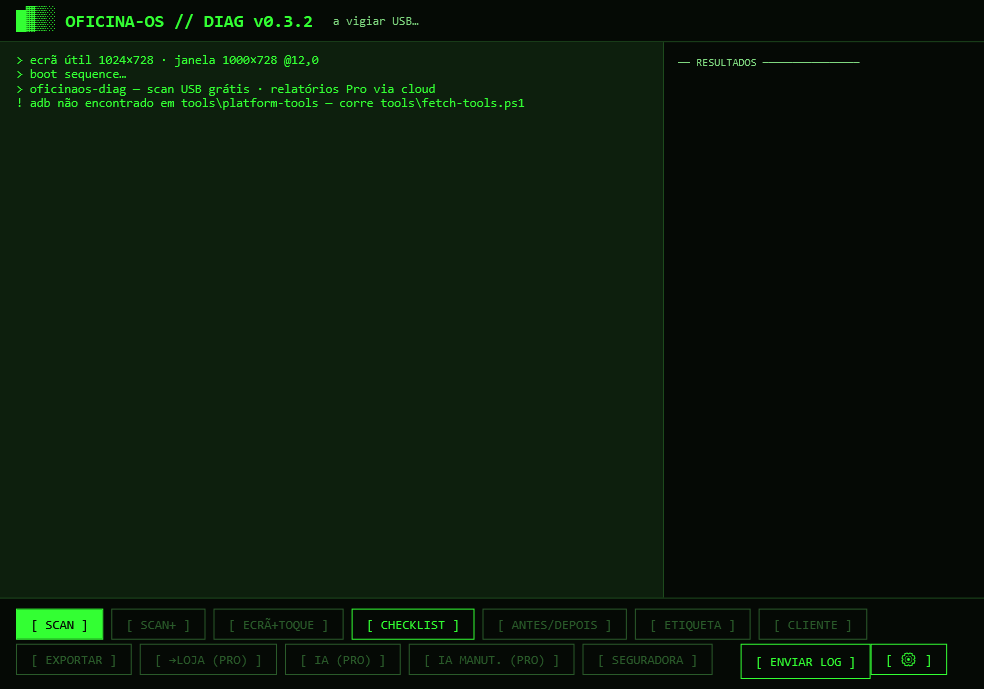 OFICINA-OS // DIAG v0.3.2 a vigiar USB…
> ecrã útil 1024×728 · janela 1000×728 @12,0
> boot sequence…
> oficinaos-diag — scan USB grátis · relatórios Pro via cloud
! adb não encontrado em tools\platform-tools — corre tools\fetch-tools.ps1
── RESULTADOS ────────────────
[ SCAN ] [ SCAN+ ] [ ECRÃ+TOQUE ] [ CHECKLIST ] [ ANTES/DEPOIS ] [ ETIQUETA ] [ CLIENTE ]
[ EXPORTAR ] [ →LOJA (PRO) ] [ IA (PRO) ] [ IA MANUT. (PRO) ] [ SEGURADORA ] [ ENVIAR LOG ] [ ⚙ ]